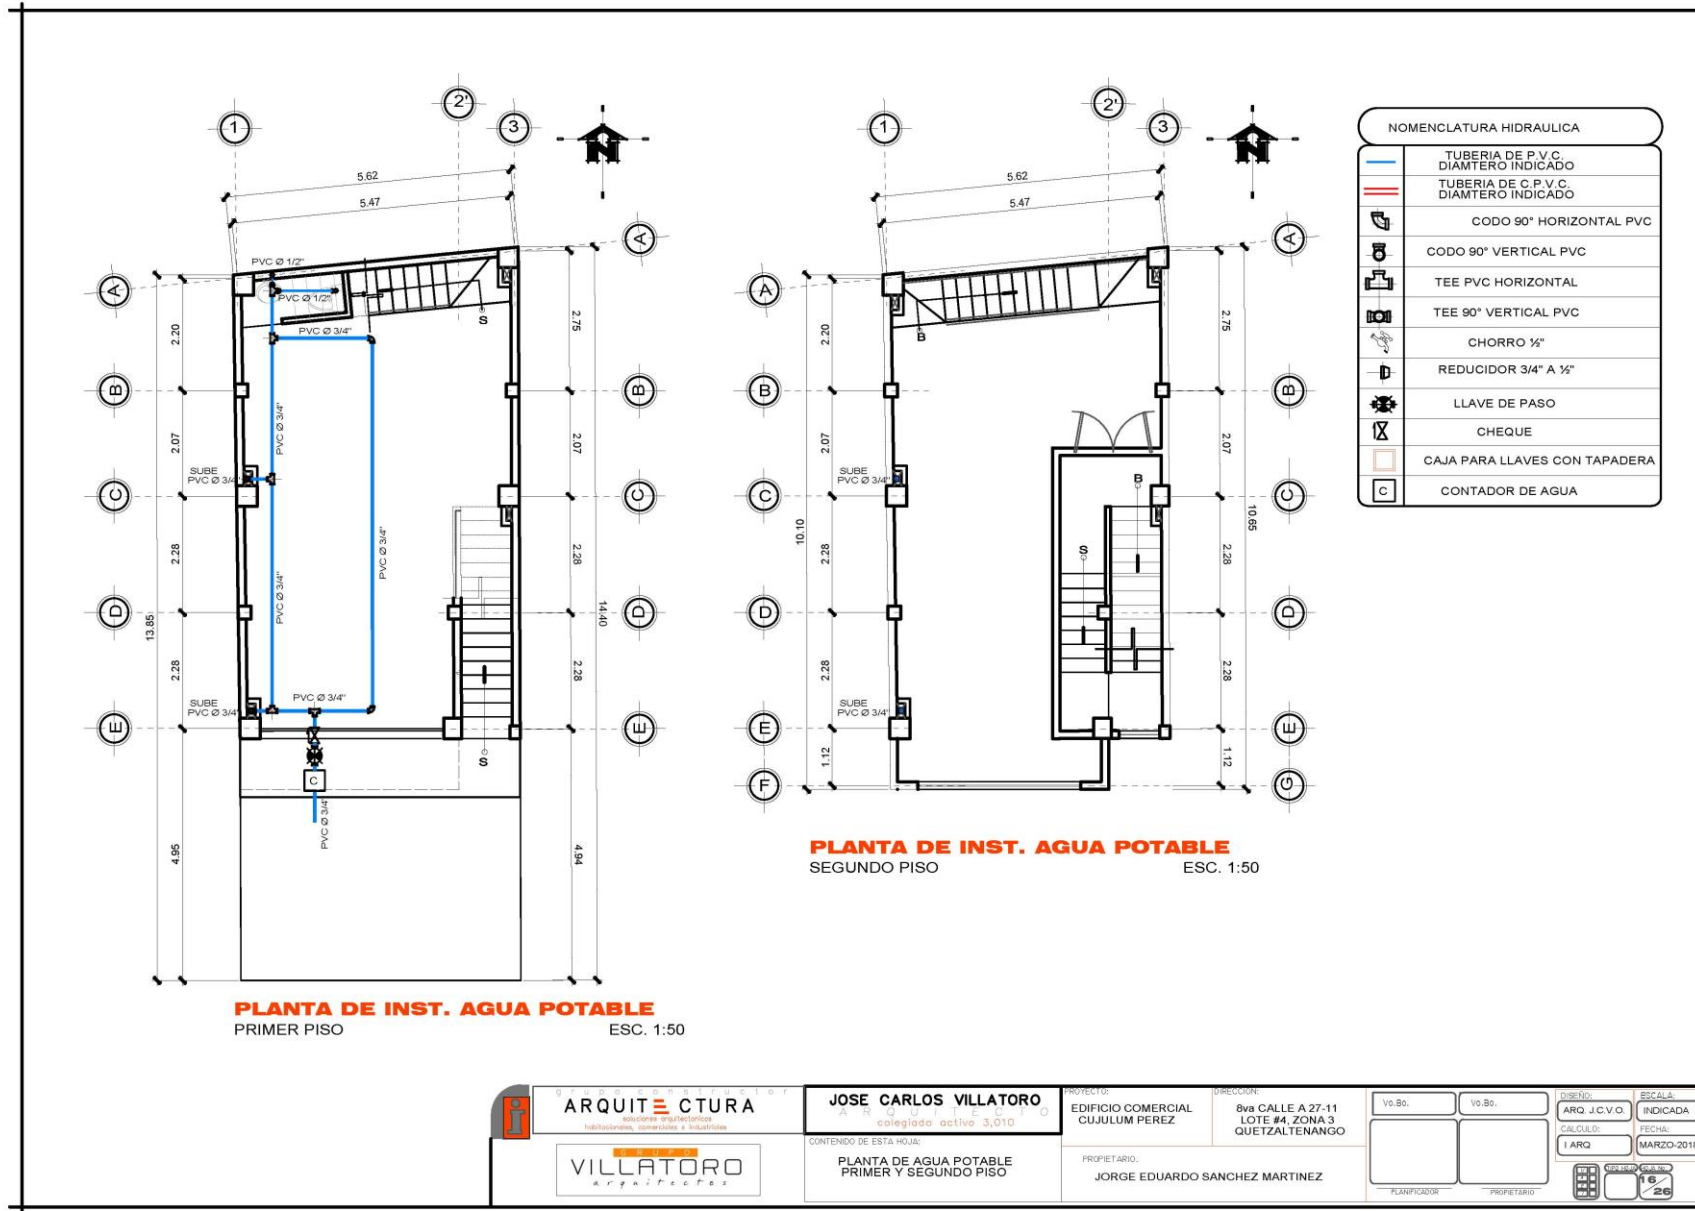 1
2'
3
N
5.62
5.47
A
A
PVC Ø 1/2"
PVC Ø 1/2"
S
PVC Ø 3/4"
2.20
2.75
B
B
PVC Ø 3/4"
2.07
2.07
SUBE
PVC Ø 3/4"
C
C
PVC Ø 3/4"
2.28
2.28
PVC Ø 3/4"
D
D
13.85
14.40
2.28
2.28
SUBE
PVC Ø 3/4"
PVC Ø 3/4"
E
E
S
C
PVC Ø 3/4"
4.95
4.94
PLANTA DE INST. AGUA POTABLE
PRIMER PISO ESC. 1:50
1
2'
3
N
5.62
5.47
A
A
B
2.20
2.75
B
B
2.07
2.07
SUBE
PVC Ø 3/4"
C
C
B
10.10
10.65
S
2.28
2.28
D
D
2.28
2.28
SUBE
PVC Ø 3/4"
E
E
1.12
1.12
F
G
PLANTA DE INST. AGUA POTABLE
SEGUNDO PISO ESC. 1:50
NOMENCLATURA HIDRAULICA
TUBERIA DE P.V.C.
DIAMTERO INDICADO
TUBERIA DE C.P.V.C.
DIAMTERO INDICADO
CODO 90° HORIZONTAL PVC
CODO 90° VERTICAL PVC
TEE PVC HORIZONTAL
TEE 90° VERTICAL PVC
CHORRO ½"
REDUCIDOR 3/4" A ½"
LLAVE DE PASO
CHEQUE
CAJA PARA LLAVES CON TAPADERA
C CONTADOR DE AGUA
grupo constructor
ARQUITECTURA
soluciones arquitectonicas
habitacionales, comerciales e industriales
GRUPO
VILLATORO
arquitectos
JOSE CARLOS VILLATORO
ARQUITECTO
colegiado activo 3,010
CONTENIDO DE ESTA HOJA:
PLANTA DE AGUA POTABLE
PRIMER Y SEGUNDO PISO
PROYECTO:
EDIFICIO COMERCIAL
CUJULUM PEREZ
DIRECCION:
8va CALLE A 27-11
LOTE #4, ZONA 3
QUETZALTENANGO
PROPIETARIO.
JORGE EDUARDO SANCHEZ MARTINEZ
Vo.Bo.
Vo.Bo.
PLANIFICADOR
PROPIETARIO
DISEÑO:
ARQ. J.C.V.O.
ESCALA:
INDICADA
CALCULO:
I ARQ
FECHA:
MARZO-201
16
26